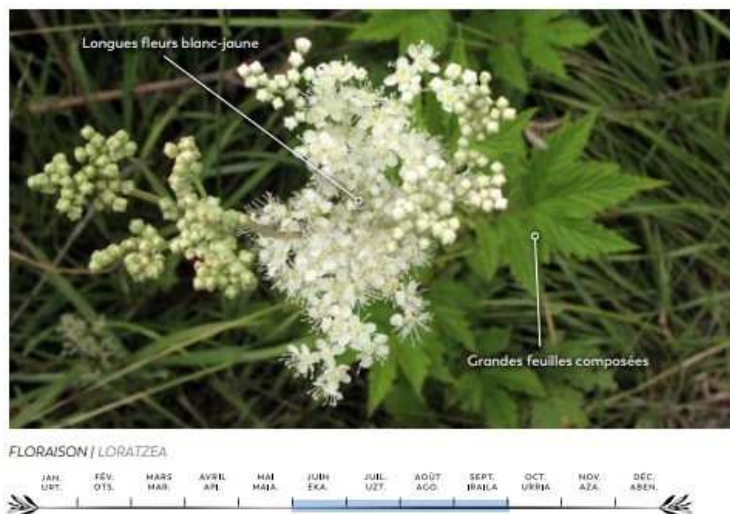 Longues fleurs blanc-jaune
Grandes feuilles composées
FLORAISON | LORATZEA
JAN. FÉV. MARS AVRIL MAI JUIN JUIL. AOÛT SEPT. OCT. NOV. DÉC.
URT. OTS. MAR. API. MAIA. EKA. UZT. AGO. IRAILA URRIA AZA. ABEN.